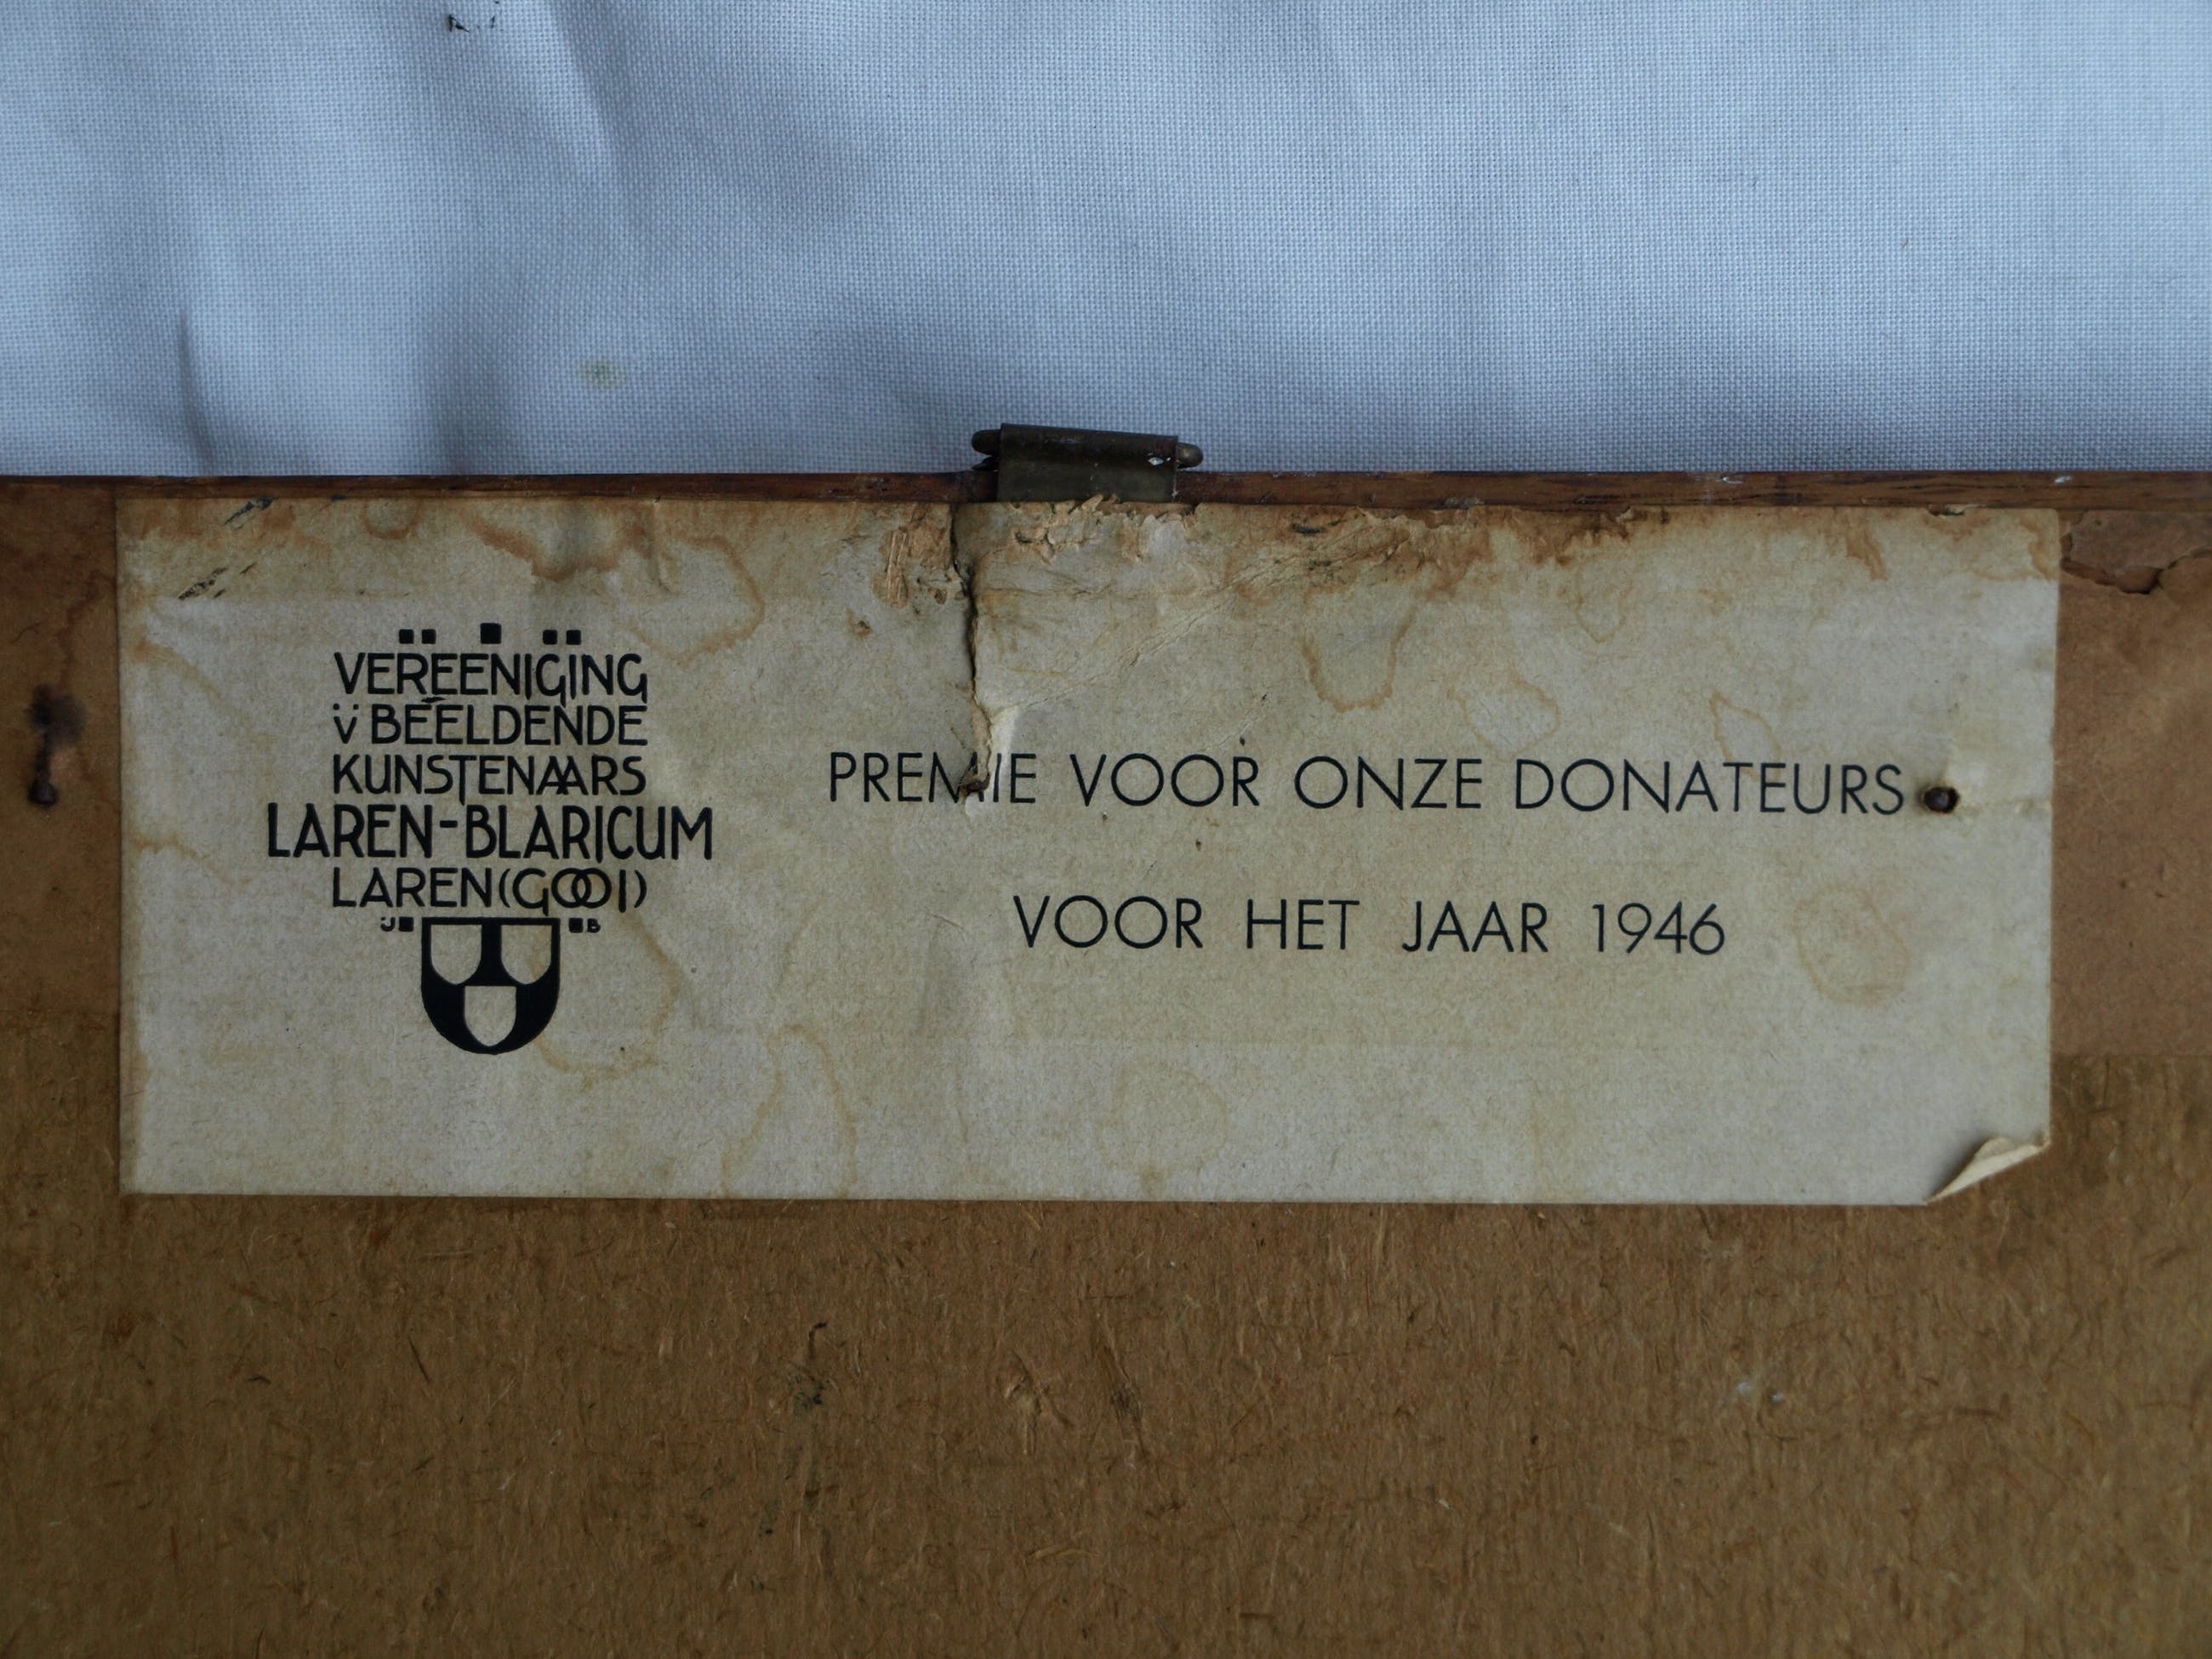 VEREENIGING
v BEELDENDE
KUNSTENAARS
LAREN-BLARICUM
LAREN (GOOI)
J B
PREMIE VOOR ONZE DONATEURS
VOOR HET JAAR 1946